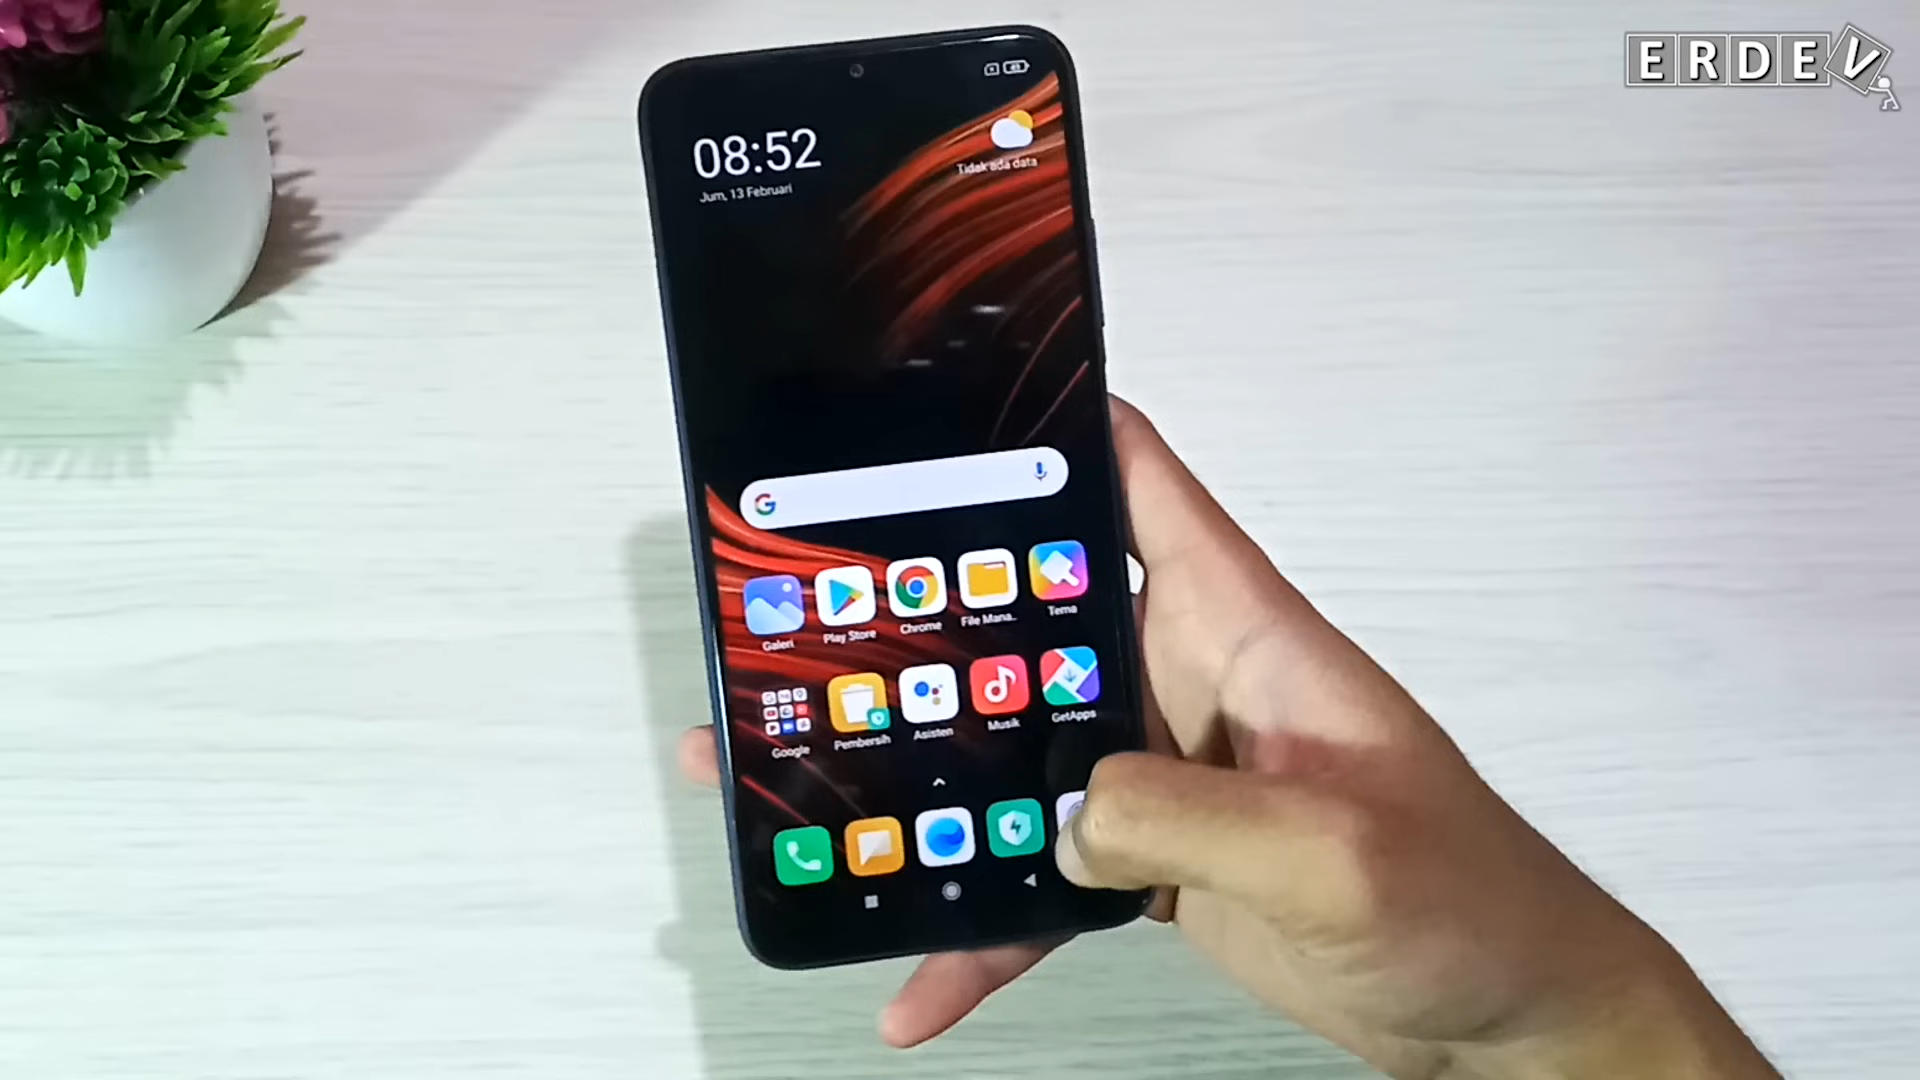 ERDEV
08:52
Jum, 13 Februari
Tidak ada data
Galeri
Play Store
Chrome
File Mana...
Tema
Google
Pembersih
Asisten
Musik
GetApps